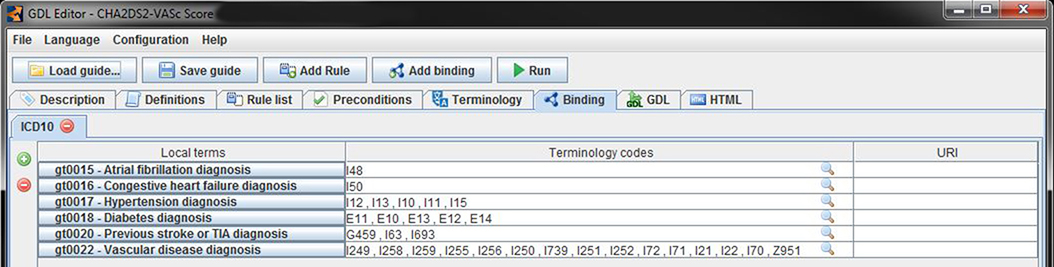 GDL Editor - CHA2DS2-VASc Score
File Language Configuration Help
Load guide... Save guide Add Rule Add binding Run
Description Definitions Rule list Preconditions Terminology Binding GDL HTML
ICD10
Local terms Terminology codes URI
gt0015 - Atrial fibrillation diagnosis I48
gt0016 - Congestive heart failure diagnosis I50
gt0017 - Hypertension diagnosis I12 , I13 , I10 , I11 , I15
gt0018 - Diabetes diagnosis E11 , E10 , E13 , E12 , E14
gt0020 - Previous stroke or TIA diagnosis G459 , I63 , I693
gt0022 - Vascular disease diagnosis I249 , I258 , I259 , I255 , I256 , I250 , I739 , I251 , I252 , I72 , I71 , I21 , I22 , I70 , Z951